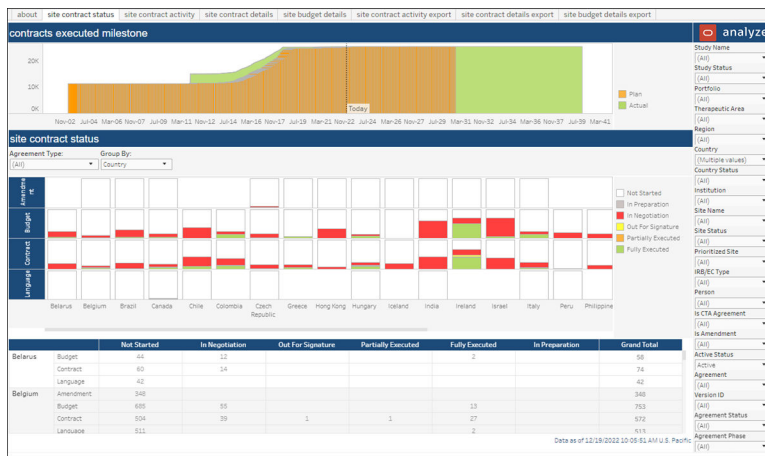 about site contract status site contract activity site contract details site budget details site contract activity export site contract details export site budget details export
contracts executed milestone
analyze
20K
10K
0K
Today
Nov-02 Jul-04 Mar-06 Nov-07 Jul-09 Mar-11 Nov-12 Jul-14 Mar-16 Nov-17 Jul-19 Mar-21 Nov-22 Jul-24 Mar-26 Nov-27 Jul-29 Mar-31 Nov-32 Jul-34 Mar-36 Nov-37 Jul-39 Mar-41
Plan
Actual
site contract status
Agreement Type:
(All)
Group By:
Country
Amendme
nt
Budget
Contract
Language
Not Started
In Preparation
In Negotiation
Out For Signature
Partially Executed
Fully Executed
Belarus Belgium Brazil Canada Chile Colombia Czech Republic Greece Hong Kong Hungary Iceland India Ireland Israel Italy Peru Philippine
Not Started In Negotiation Out For Signature Partially Executed Fully Executed In Preparation Grand Total
Belarus Budget 44 12 2 58
Contract 60 14 74
Language 42 42
Belgium Amendment 348 348
Budget 685 55 13 753
Contract 504 39 1 1 27 572
Language 511 2 513
Data as of 12/19/2022 10:05:51 AM U.S. Pacific
Study Name
(All)
Study Status
(All)
Portfolio
(All)
Therapeutic Area
(All)
Region
(All)
Country
(Multiple values)
Country Status
(All)
Institution
(All)
Site Name
(All)
Site Status
(All)
Prioritized Site
(All)
IRB/EC Type
(All)
Person
(All)
Is CTA Agreement
(All)
Is Amendment
(All)
Active Status
Active
Agreement
(All)
Version ID
(All)
Agreement Status
(All)
Agreement Phase
(All)